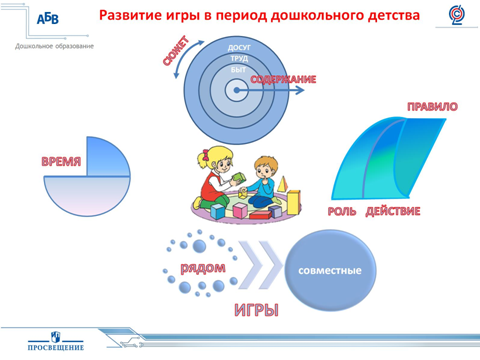 Развитие игры в период дошкольного детства
АБВ
Дошкольное образование
СЮЖЕТ
ДОСУГ
ТРУД
БЫТ
СОДЕРЖАНИЕ
ПРАВИЛО
ВРЕМЯ
РОЛЬ ДЕЙСТВИЕ
рядом
совместные
ИГРЫ
ПРОСВЕЩЕНИЕ